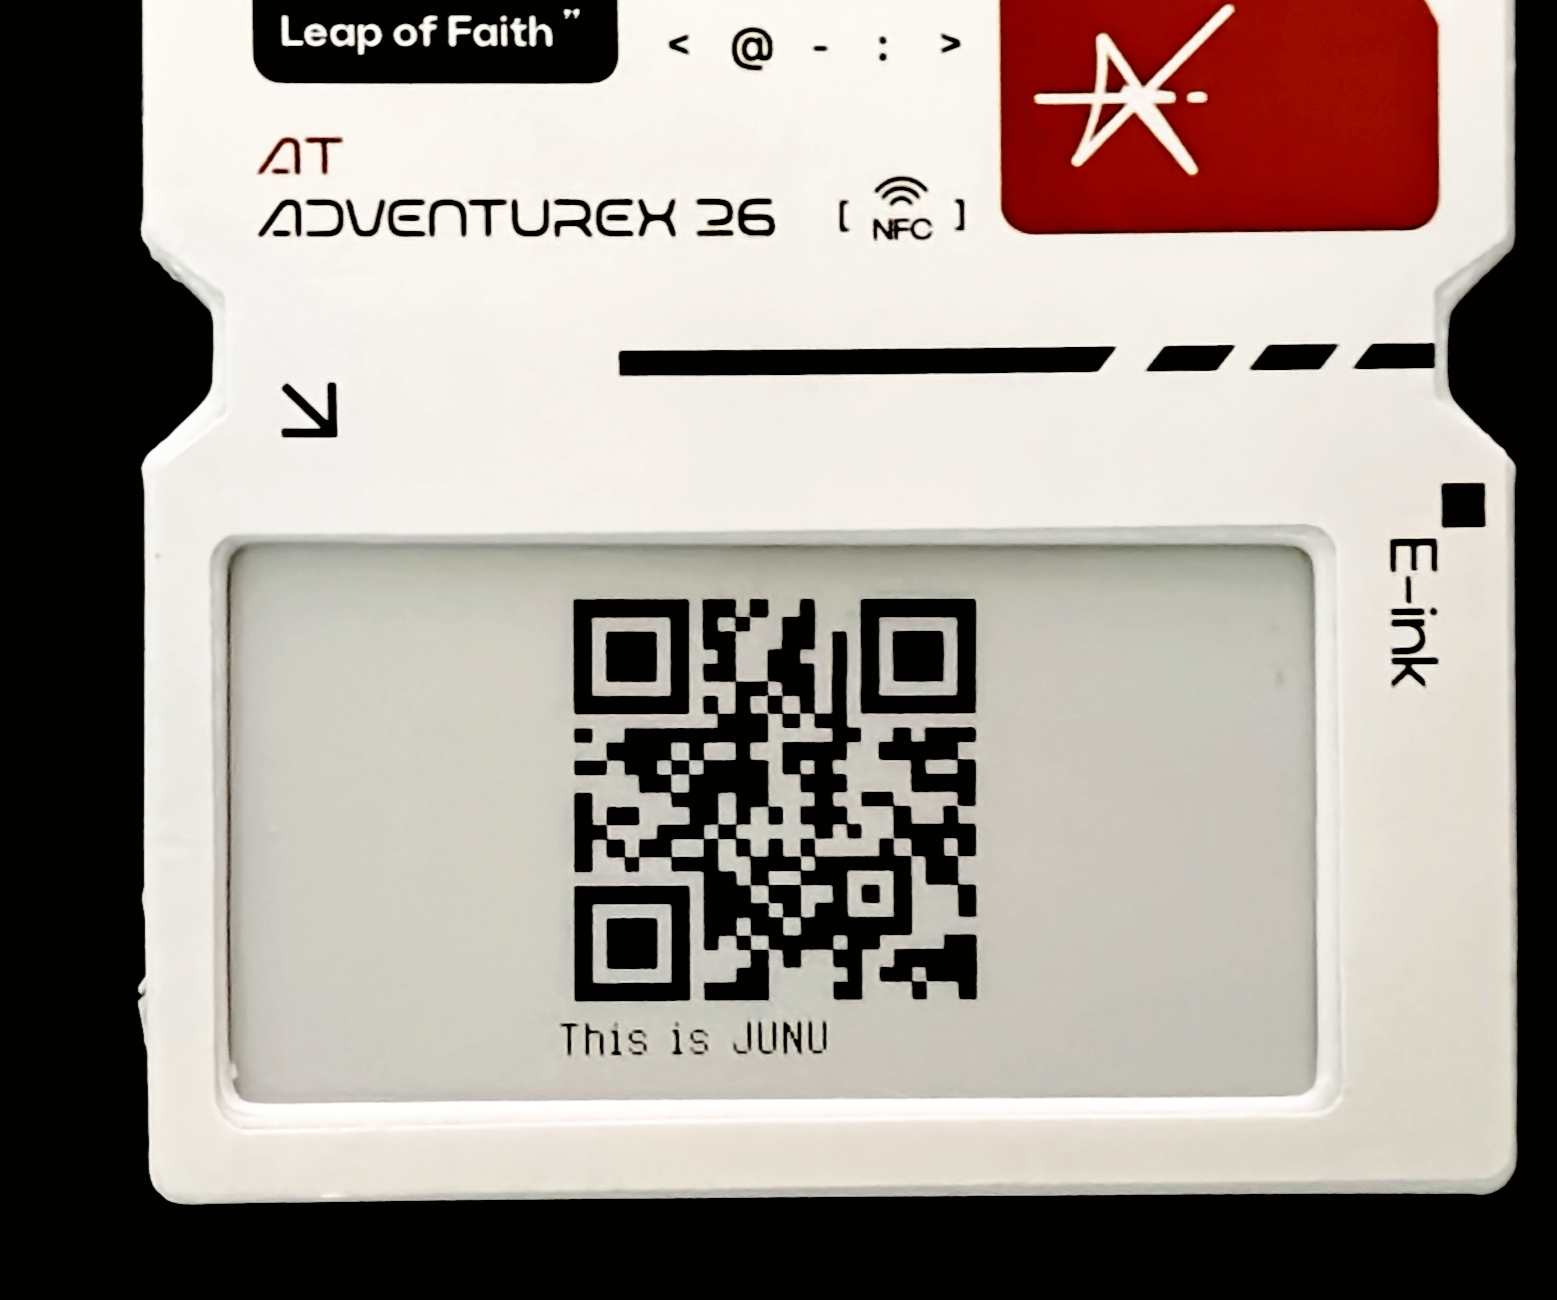 Leap of Faith”
< @ - : >
AT
ADVENTUREX 26
[ NFC ]
E-ink
This is JUNU